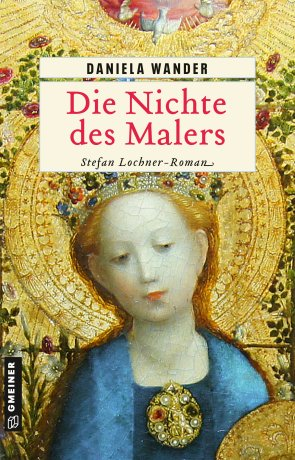 DANIELA WANDER
Die Nichte
des Malers
Stefan Lochner-Roman
GMEINER